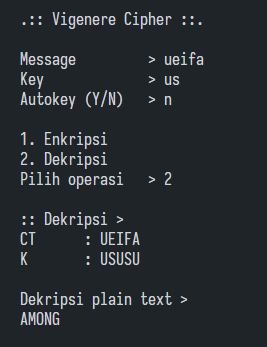 .:: Vigenere Cipher ::.
Message > ueifa
Key > us
Autokey (Y/N) > n
1. Enkripsi
2. Dekripsi
Pilih operasi > 2
:: Dekripsi >
CT : UEIFA
K : USUSU
Dekripsi plain text >
AMONG